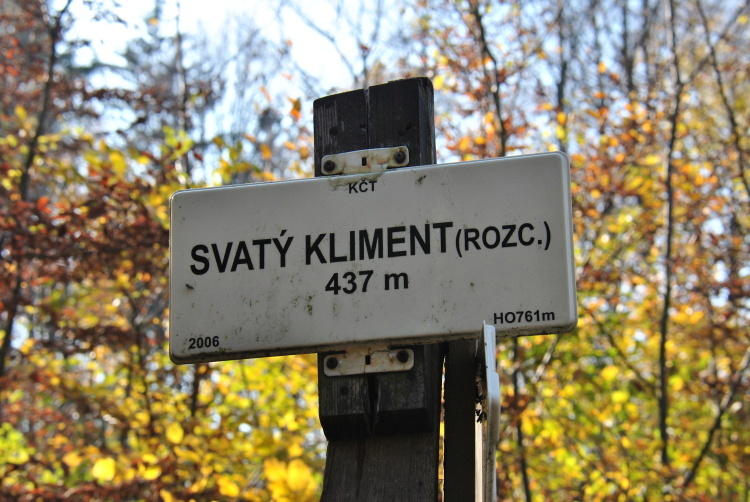 KČT
SVATÝ KLIMENT (ROZC.)
437 m
2006 HO761m